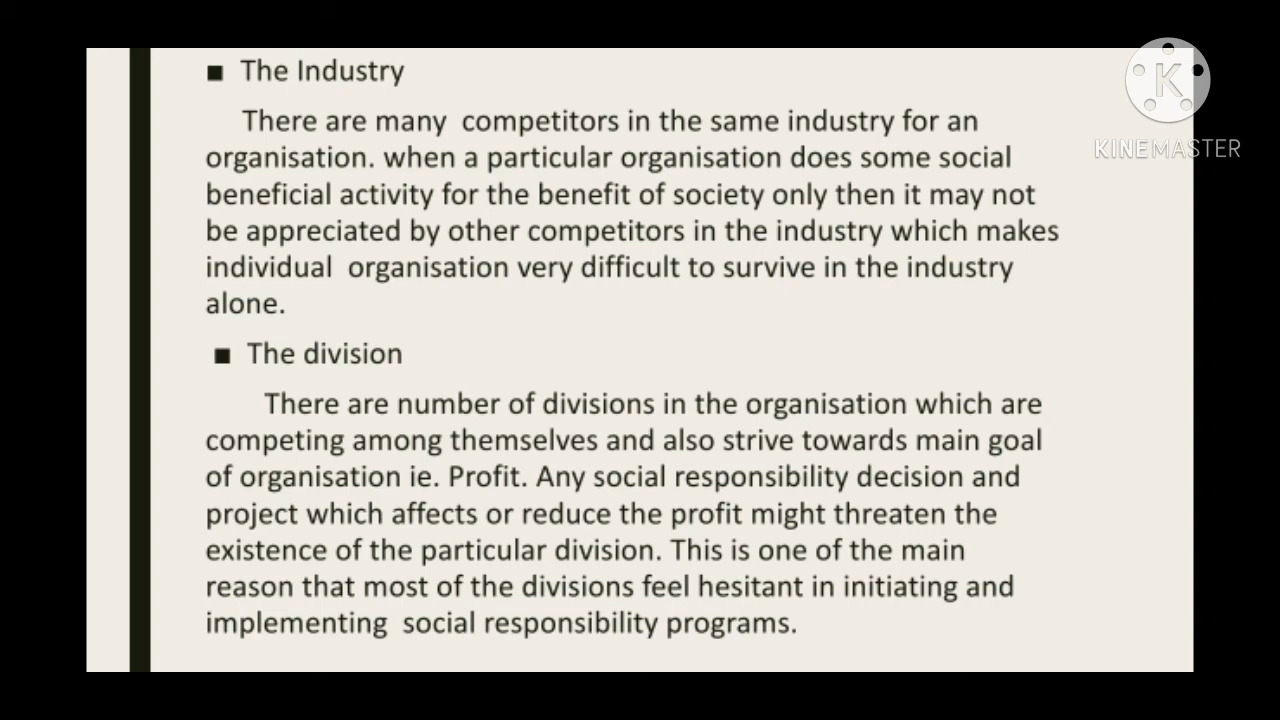 ■ The Industry
There are many competitors in the same industry for an
organisation. when a particular organisation does some social
beneficial activity for the benefit of society only then it may not
be appreciated by other competitors in the industry which makes
individual organisation very difficult to survive in the industry
alone.
■ The division
There are number of divisions in the organisation which are
competing among themselves and also strive towards main goal
of organisation ie. Profit. Any social responsibility decision and
project which affects or reduce the profit might threaten the
existence of the particular division. This is one of the main
reason that most of the divisions feel hesitant in initiating and
implementing social responsibility programs.
K
KINEMASTER